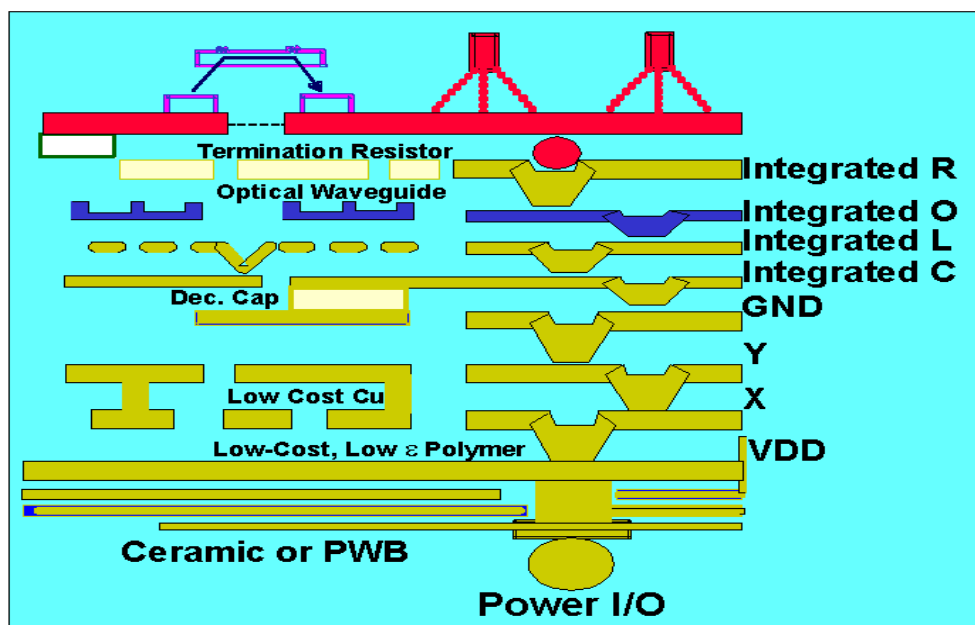 Termination Resistor
Integrated R
Optical Waveguide
Integrated O
Integrated L
Integrated C
Dec. Cap
GND
Y
Low Cost Cu
X
Low-Cost, Low ε Polymer
VDD
Ceramic or PWB
Power I/O